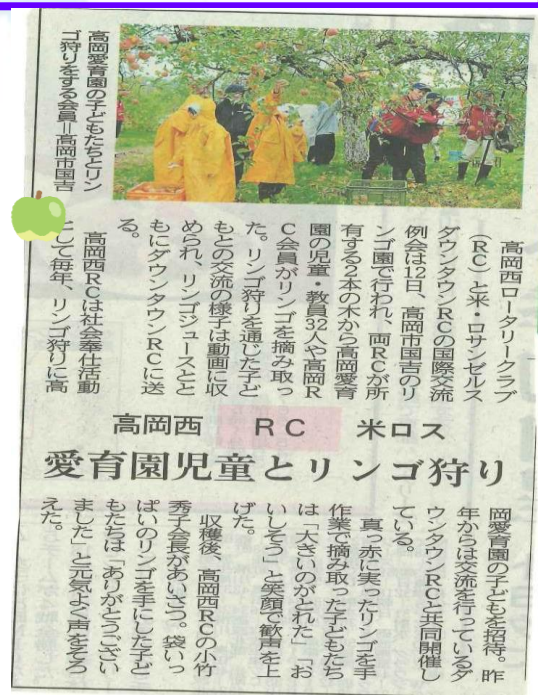 高岡愛育園の子どもたちとリン
ゴ狩りをする会員＝高岡市国吉
高岡西 RC 米ロス
愛育園児童とリンゴ狩り
高岡西ロータリークラブ
（RC）と米・ロサンゼルス
ダウンタウンRCの国際交流
例会は12日、高岡市国吉のリ
ンゴ園で行われ、両RCが所
有する2本の木から高岡愛育
園の児童・教員32人や高岡R
C会員がリンゴを摘み取っ
た。リンゴ狩りを通じた子ど
もとの交流の様子は動画に収
められ、リンゴジュースとと
もにダウンタウンRCに送
る。
高岡西RCは社会奉仕活動
として毎年、リンゴ狩りに高
岡愛育園の子どもを招待。昨
年からは交流を行っているダ
ウンタウンRCと共同開催し
ている。
真っ赤に実ったリンゴを手
作業で摘み取った子どもたち
は「大きいのがとれた」「お
いしそう」と笑顔で歓声を上
げた。
収穫後、高岡西RCの小竹
秀子会長があいさつ。袋いっ
ぱいのリンゴを手にした子ど
もたちは「ありがとうござい
ました」と元気よく声をそろ
えた。